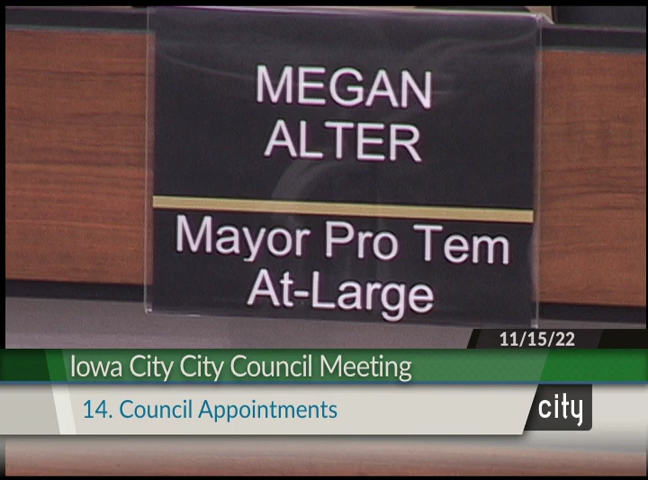 MEGAN
ALTER
Mayor Pro Tem
At-Large
11/15/22
Iowa City City Council Meeting
14. Council Appointments
city